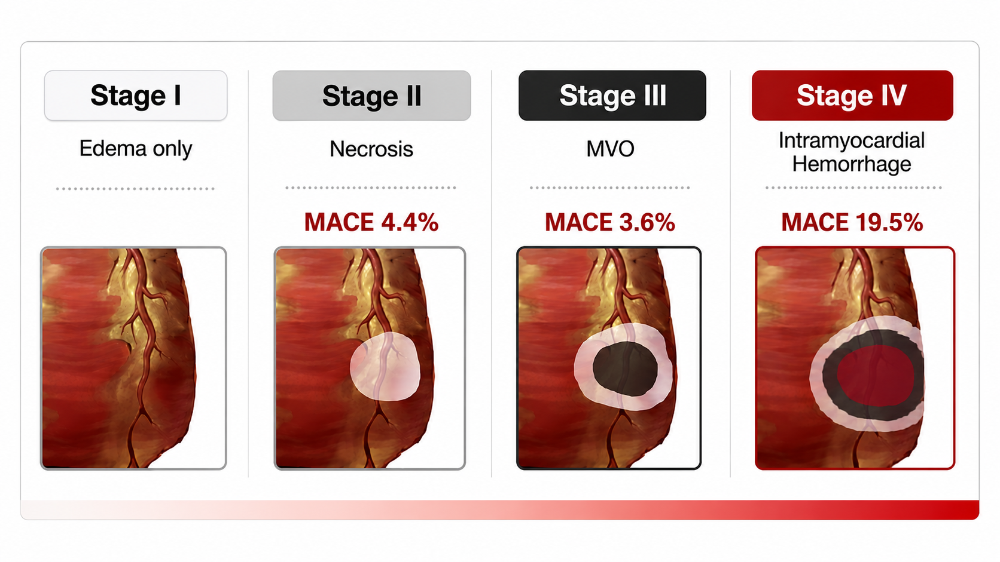 Stage I
Edema only
Stage II
Necrosis
MACE 4.4%
Stage III
MVO
MACE 3.6%
Stage IV
Intramyocardial
Hemorrhage
MACE 19.5%